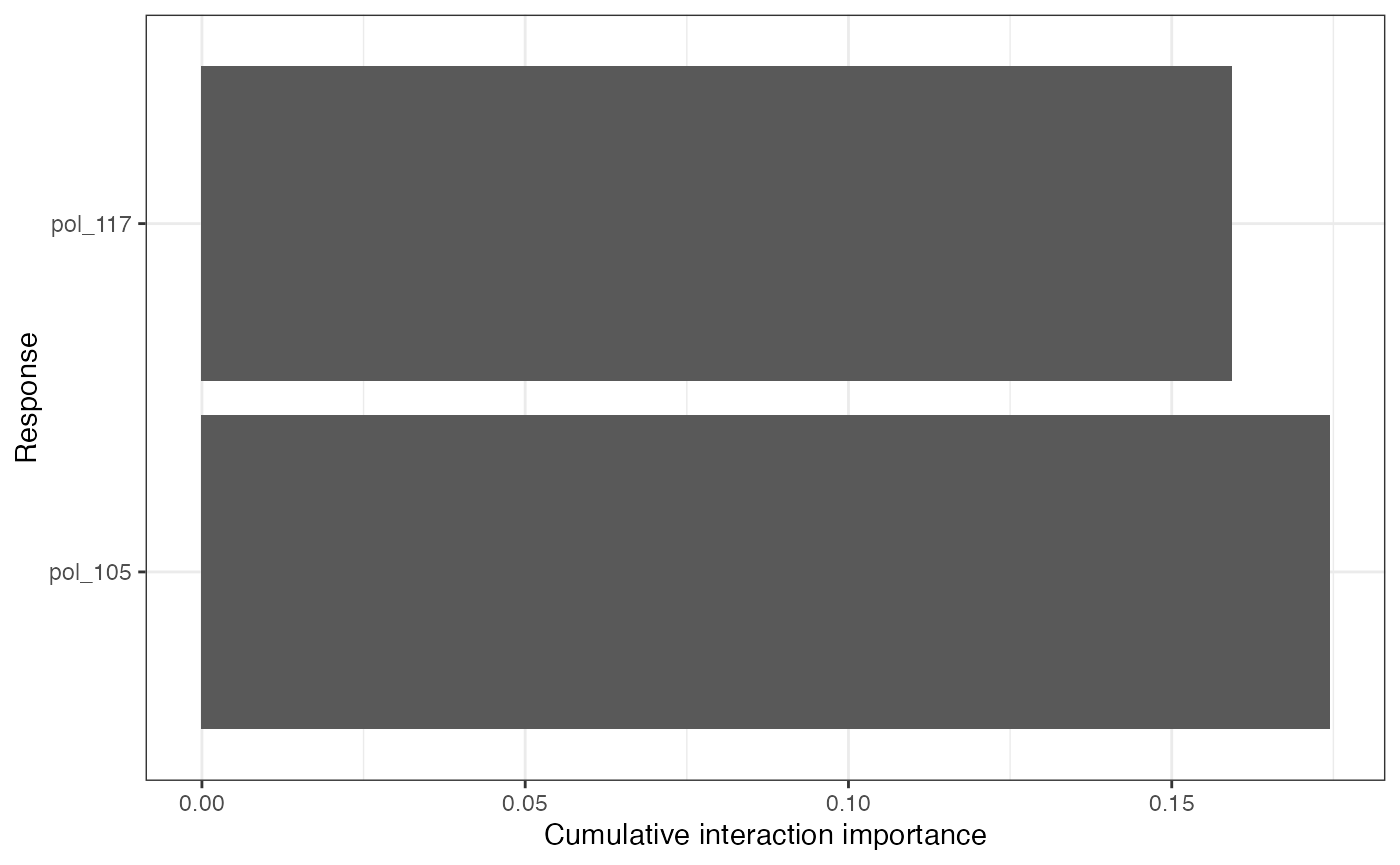 Response
pol_117
pol_105
0.00 0.05 0.10 0.15
Cumulative interaction importance